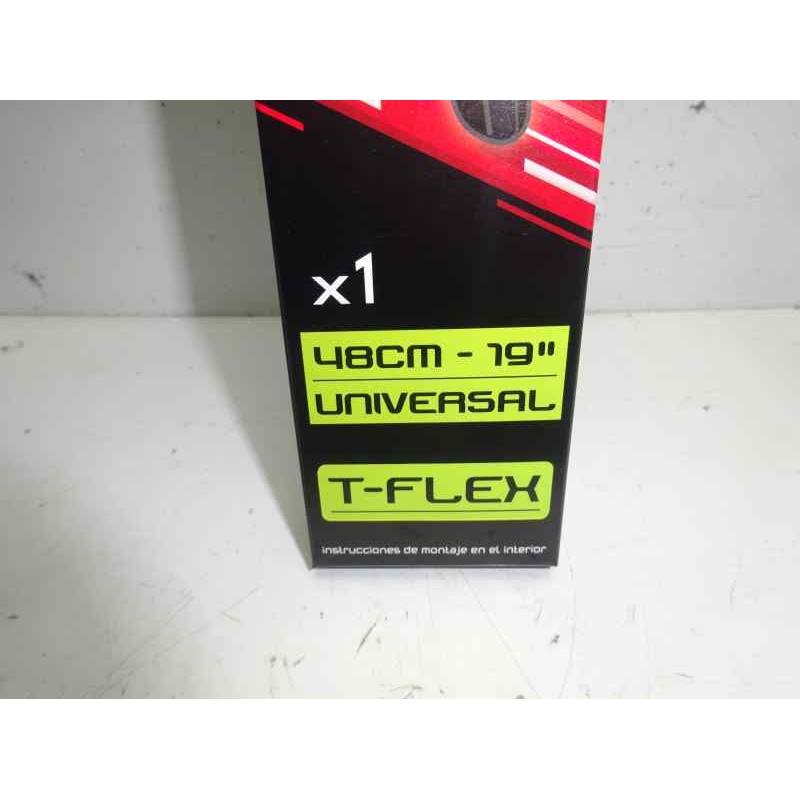 x1
48CM - 19"
UNIVERSAL
T-FLEX
instrucciones de montaje en el interior